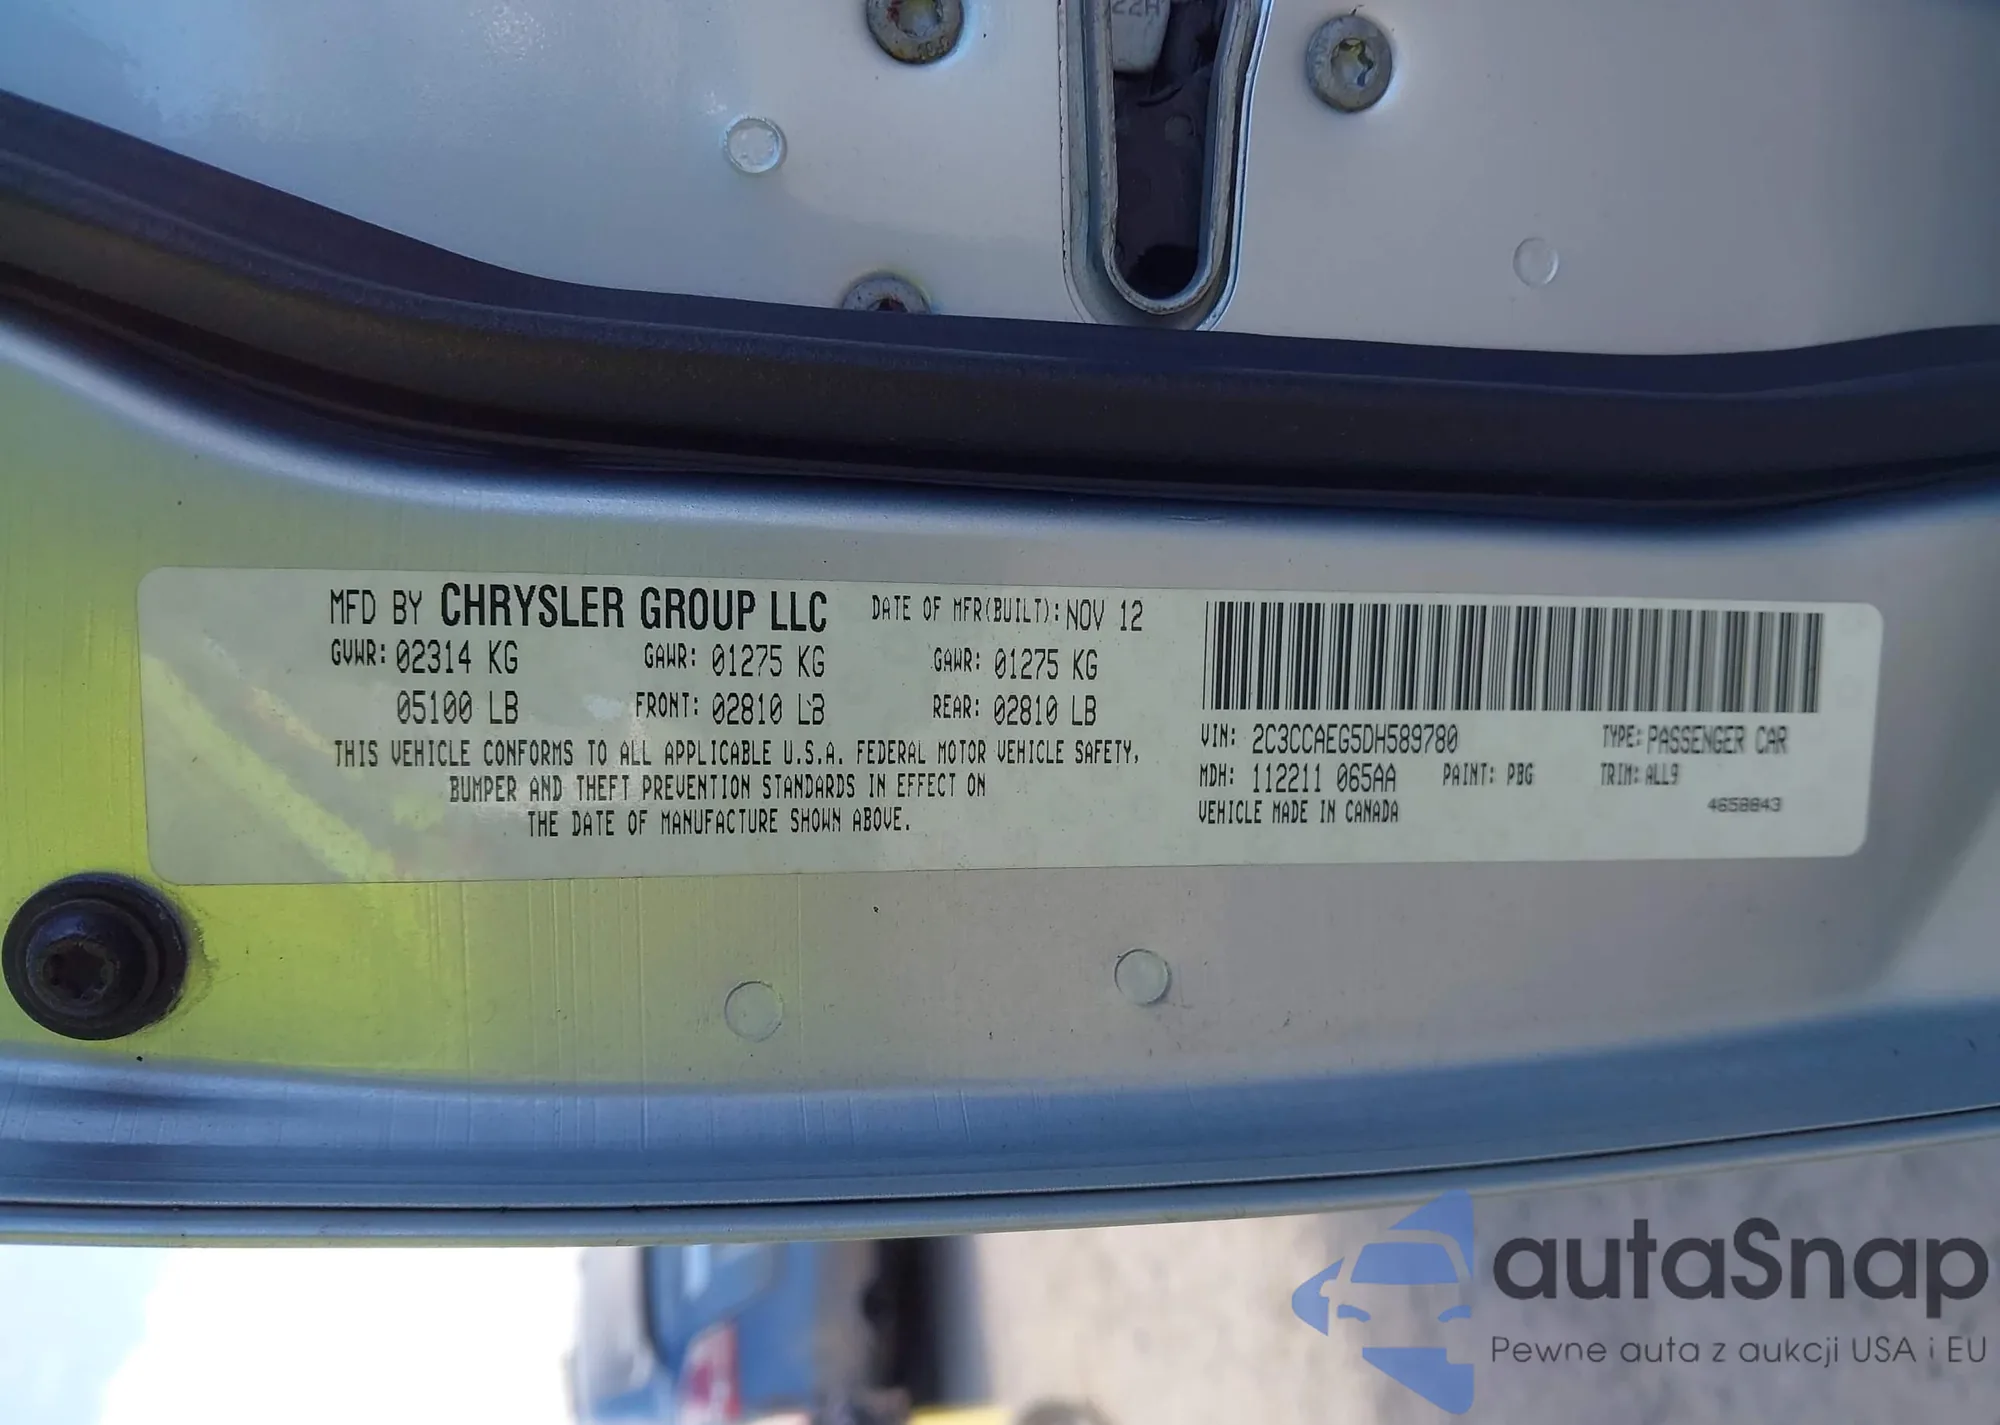 MFD BY CHRYSLER GROUP LLC DATE OF MFR(BUILT): NOV 12
GVWR: 02314 KG GAWR: 01275 KG GAWR: 01275 KG
05100 LB FRONT: 02810 LB REAR: 02810 LB
THIS VEHICLE CONFORMS TO ALL APPLICABLE U.S.A. FEDERAL MOTOR VEHICLE SAFETY,
BUMPER AND THEFT PREVENTION STANDARDS IN EFFECT ON
THE DATE OF MANUFACTURE SHOWN ABOVE.
VIN: 2C3CCAEG5DH589780 TYPE: PASSENGER CAR
MDH: 112211 065AA PAINT: PBG TRIM: ALL9
VEHICLE MADE IN CANADA 4658843
autaSnap
Pewne auta z aukcji USA i EU